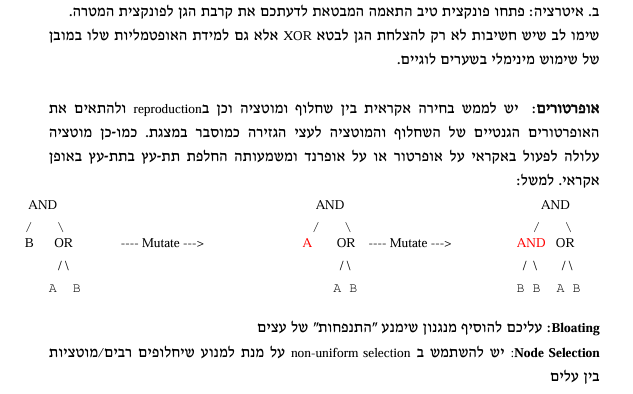 ב. איטרציה: פתחו פונקצית טיב התאמה המבטאת לדעתכם את קרבת הגן לפונקצית המטרה.
שימו לב שיש חשיבות לא רק להצלחת הגן לבטא XOR אלא גם למידת האופטמליות שלו במובן
של שימוש מינימלי בשערים לוגיים.
אופרטורים: יש לממש בחירה אקראית בין שחלוף ומוטציה וכן בreproduction ולהתאים את
האופרטורים הגנטיים של השחלוף והמוטציה לעצי הגזירה כמוסבר במצגת. כמו-כן מוטציה
עלולה לפעול באקראי על אופרטור או על אופרנד ומשמעותה החלפת תת-עץ בתת-עץ באופן
אקראי. למשל:
AND AND AND
/ \ / \ / \
B OR ---- Mutate ---> A OR ---- Mutate ---> AND OR
/ \ / \ / \ / \
A B A B B B A B
Bloating: עליכם להוסיף מנגנון שימנע "התנפחות" של עצים
Node Selection: יש להשתמש ב non-uniform selection על מנת למנוע שיחלופים רבים/מוטציות
בין עלים